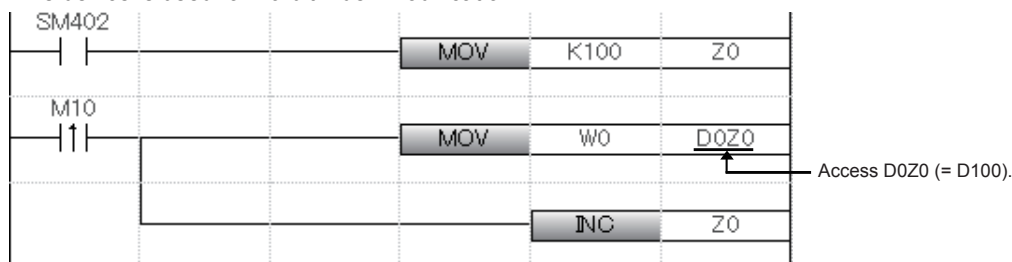 SM402
MOV K100 Z0
M10
MOV W0 D0Z0
Access D0Z0 (= D100).
INC Z0